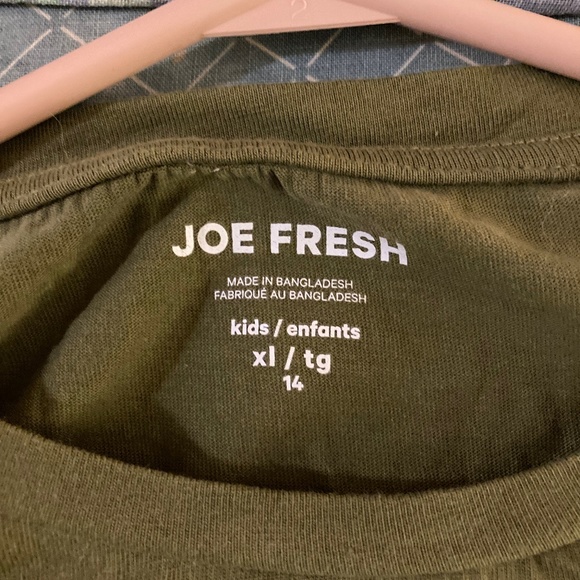 JOE FRESH
MADE IN BANGLADESH
FABRIQUÉ AU BANGLADESH
kids / enfants
xl / tg
14